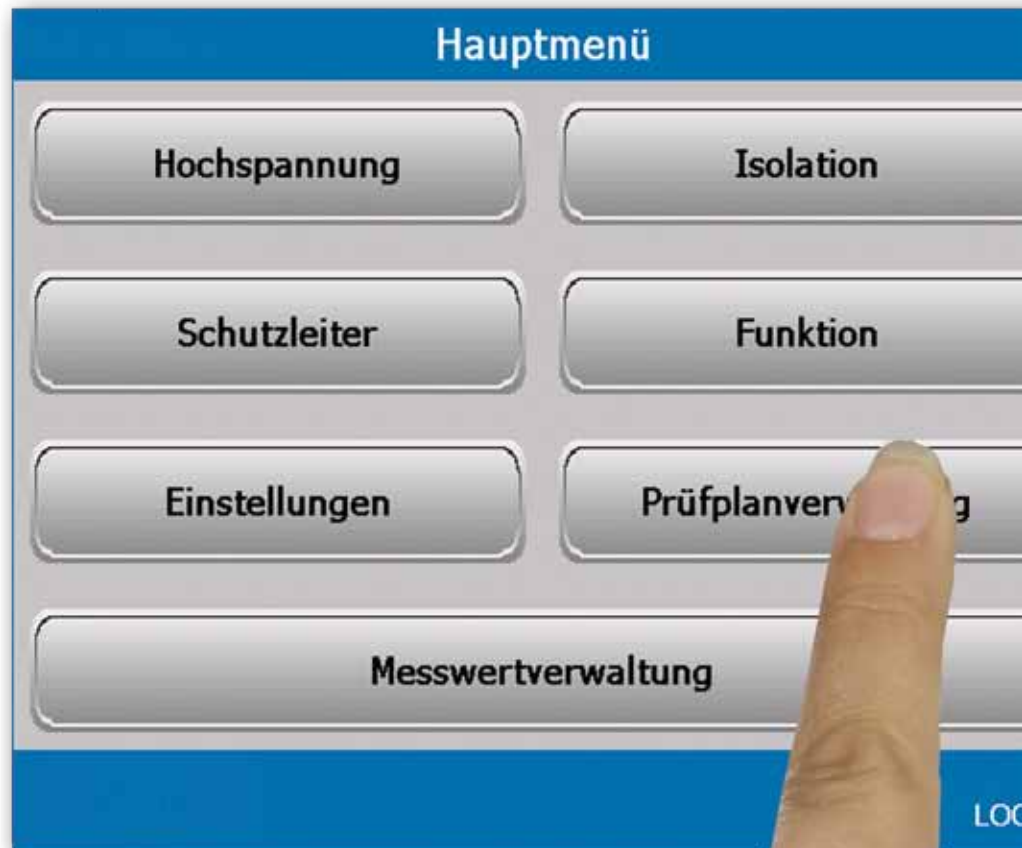 Hauptmenü
Hochspannung
Isolation
Schutzleiter
Funktion
Einstellungen
Messwertverwaltung